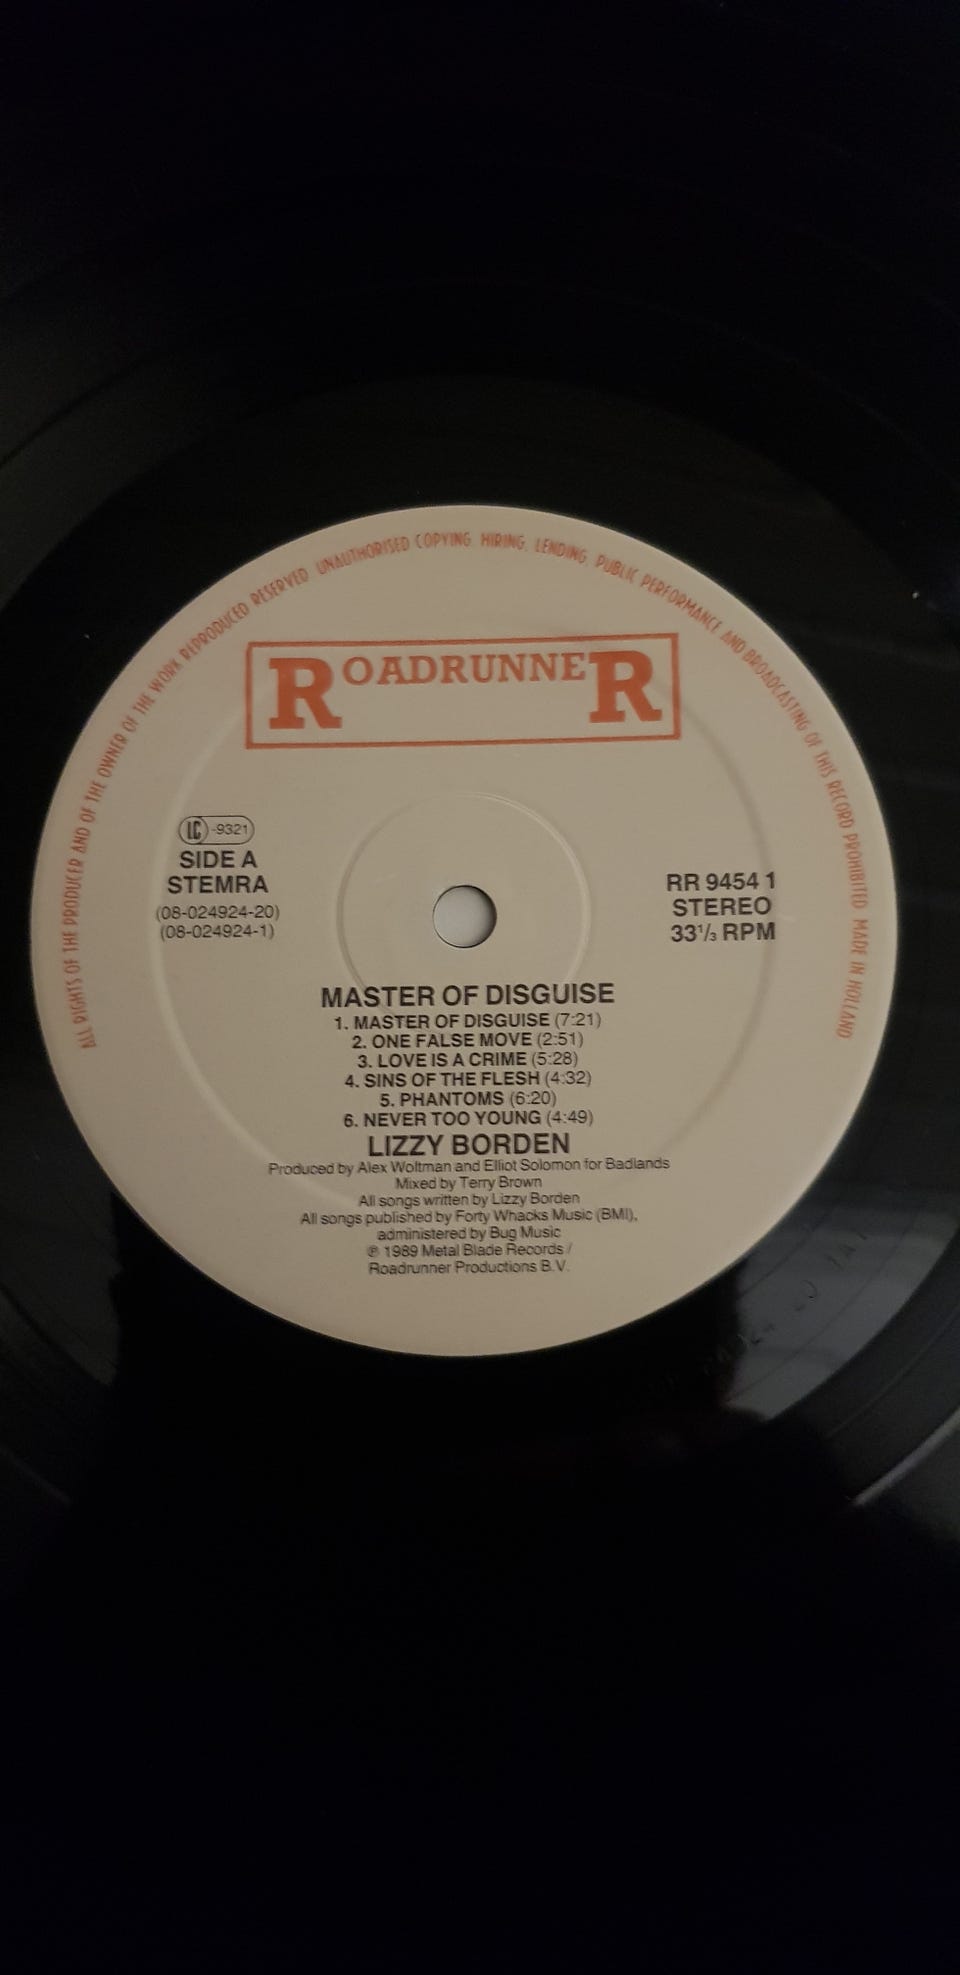 ALL RIGHTS OF THE PRODUCER AND OF THE OWNER OF THE WORK REPRODUCED RESERVED. UNAUTHORISED COPYING, HIRING, LENDING, PUBLIC PERFORMANCE AND BROADCASTING OF THIS RECORD PROHIBITED MADE IN HOLLAND
ROADRUNNER
LC-9321
SIDE A
STEMRA
(08-024924-20)
(08-024924-1)
RR 9454 1
STEREO
33⅓ RPM
MASTER OF DISGUISE
1. MASTER OF DISGUISE (7:21)
2. ONE FALSE MOVE (2:51)
3. LOVE IS A CRIME (5:28)
4. SINS OF THE FLESH (4:32)
5. PHANTOMS (6:20)
6. NEVER TOO YOUNG (4:49)
LIZZY BORDEN
Produced by Alex Woltman and Elliot Solomon for Badlands
Mixed by Terry Brown
All songs written by Lizzy Borden
All songs published by Forty Whacks Music (BMI),
administered by Bug Music
℗ 1989 Metal Blade Records /
Roadrunner Productions B.V.